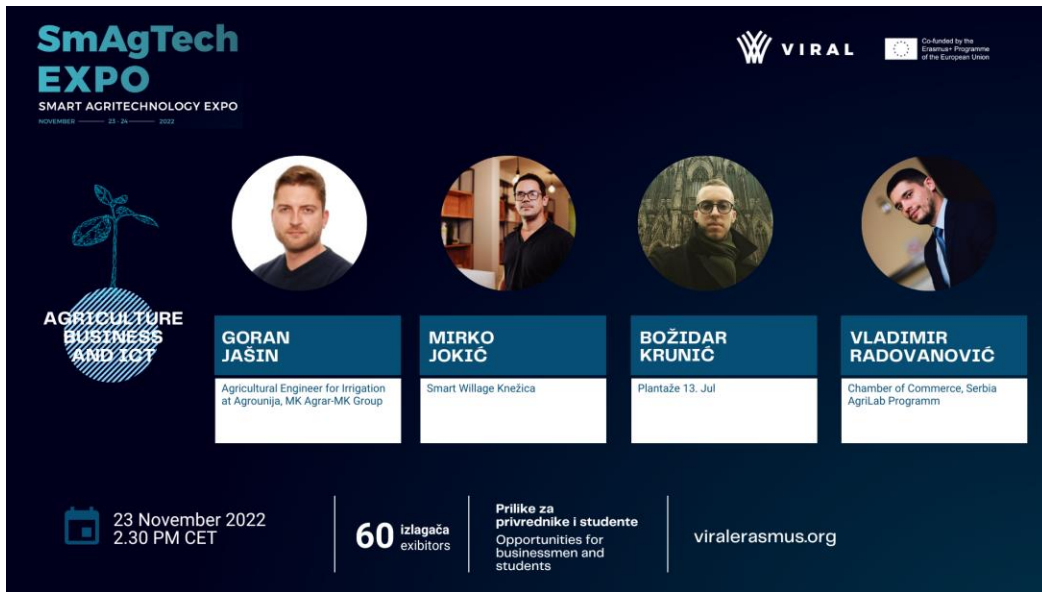 SmAgTech
EXPO
SMART AGRITECHNOLOGY EXPO
NOVEMBER 23 - 24 2022
VIRAL
Co-funded by the
Erasmus+ Programme
of the European Union
AGRICULTURE
BUSINESS
AND ICT
GORAN
JAŠIN
Agricultural Engineer for Irrigation
at Agrounija, MK Agrar-MK Group
MIRKO
JOKIĆ
Smart Willage Knežica
BOŽIDAR
KRUNIĆ
Plantaže 13. Jul
VLADIMIR
RADOVANOVIĆ
Chamber of Commerce, Serbia
AgriLab Programm
23 November 2022
2.30 PM CET
60 izlagača
exibitors
Prilike za
privrednike i studente
Opportunities for
businessmen and
students
viralerasmus.org